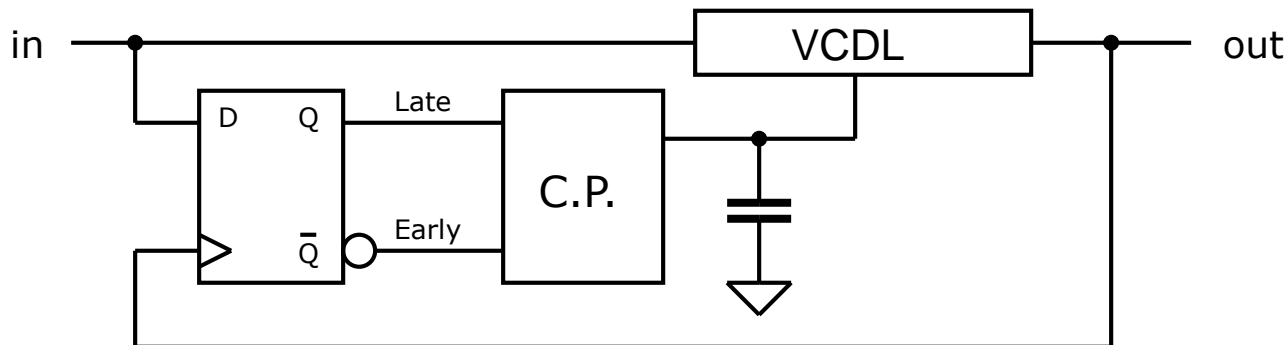 in
VCDL
out
D
Q
Late
C.P.
Q̅
Early